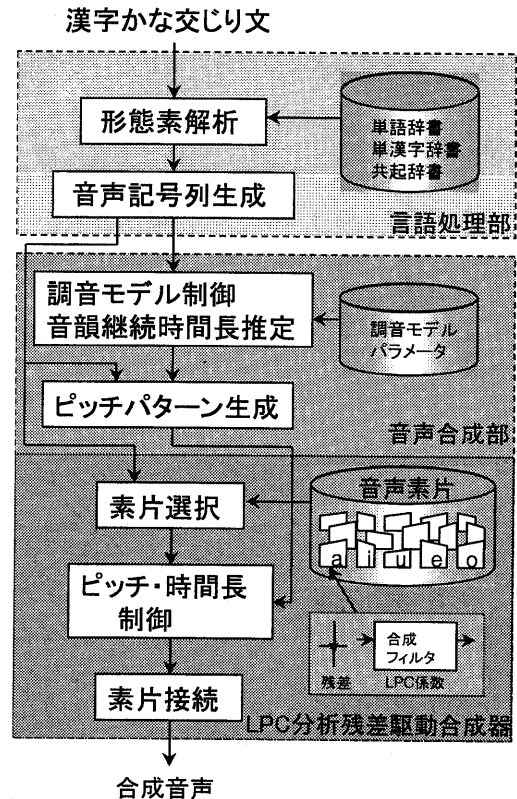 漢字かな交じり文
形態素解析
単語辞書
単漢字辞書
共起辞書
音声記号列生成
言語処理部
調音モデル制御
音韻継続時間長推定
調音モデル
パラメータ
ピッチパターン生成
音声合成部
音声素片
素片選択
a i u e o
ピッチ・時間長
制御
合成
フィルタ
残差
LPC係数
素片接続
LPC分析残差駆動合成器
合成音声